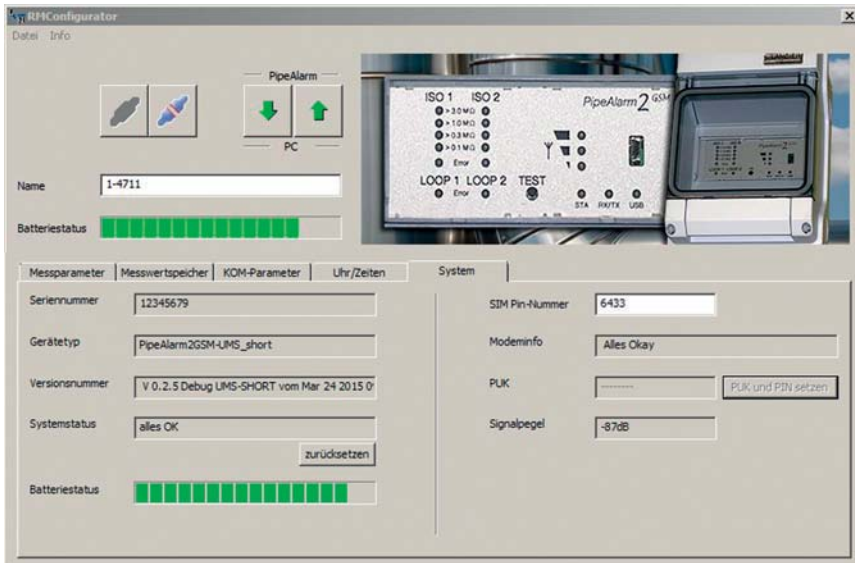 RMConfigurator
Datei Info
PipeAlarm
PC
Name 1-4711
Batteriestatus
ISO 1 ISO 2
PipeAlarm2 GSM
>3.0 MΩ
>1.0 MΩ
>0.3 MΩ
>0.1 MΩ
Error
LOOP 1 LOOP 2 TEST
Error
STA RX/TX USB
Messparameter Messwertspeicher KOM-Parameter Uhr/Zeiten System
Seriennummer 12345679
SIM Pin-Nummer 6433
Gerätetyp PipeAlarm2GSM-UMS_short
Modeminfo Alles Okay
Versionsnummer V 0.2.5 Debug UMS-SHORT vom Mar 24 2015
PUK -------- PUK und PIN setzen
Systemstatus alles OK
Signalpegel -87dB
zurücksetzen
Batteriestatus